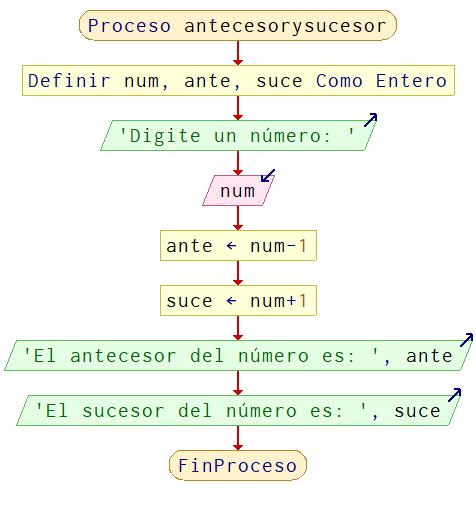 Proceso antecesorysucesor
Definir num, ante, suce Como Entero
'Digite un número: '
num
ante ← num-1
suce ← num+1
'El antecesor del número es: ', ante
'El sucesor del número es: ', suce
FinProceso